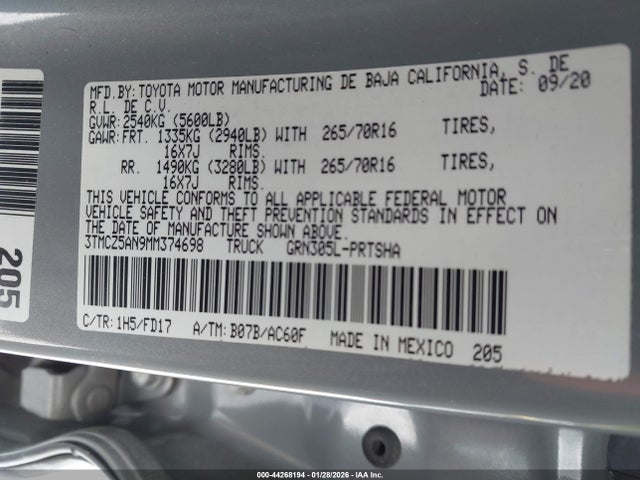 MFD.BY: TOYOTA MOTOR MANUFACTURING DE BAJA CALIFORNIA, S. DE
R.L. DE C.V. DATE: 09/20
GVWR: 2540KG (5600LB)
GAWR: FRT. 1335KG (2940LB) WITH 265/70R16 TIRES,
16X7J RIMS.
RR. 1490KG (3280LB) WITH 265/70R16 TIRES,
16X7J RIMS.
THIS VEHICLE CONFORMS TO ALL APPLICABLE FEDERAL MOTOR
VEHICLE SAFETY AND THEFT PREVENTION STANDARDS IN EFFECT ON
THE DATE OF MANUFACTURE SHOWN ABOVE.
3TMCZ5AN9MM374698 TRUCK GRN305L-PRTSHA
C/TR: 1H5/FD17 A/TM: B07B/AC60F MADE IN MEXICO 205
205
000-44268194 - 01/28/2026 - IAA Inc.